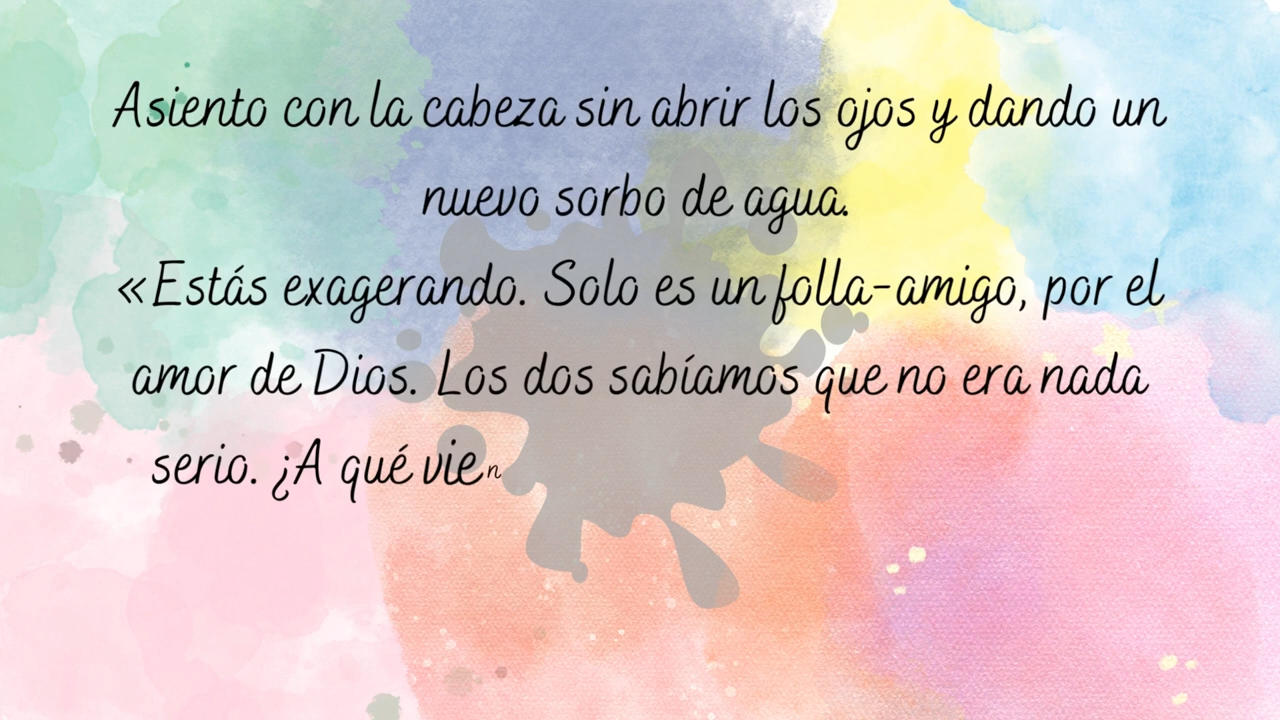 Asiento con la cabeza sin abrir los ojos y dando un
nuevo sorbo de agua.
«Estás exagerando. Solo es un folla-amigo, por el
amor de Dios. Los dos sabíamos que no era nada
serio. ¿A qué vien